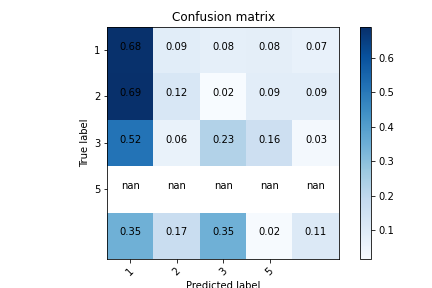 Confusion matrix
True label
1 0.68 0.09 0.08 0.08 0.07
2 0.69 0.12 0.02 0.09 0.09
3 0.52 0.06 0.23 0.16 0.03
5 nan nan nan nan nan
0.35 0.17 0.35 0.02 0.11
1 2 3 5
Predicted label
0.6
0.5
0.4
0.3
0.2
0.1